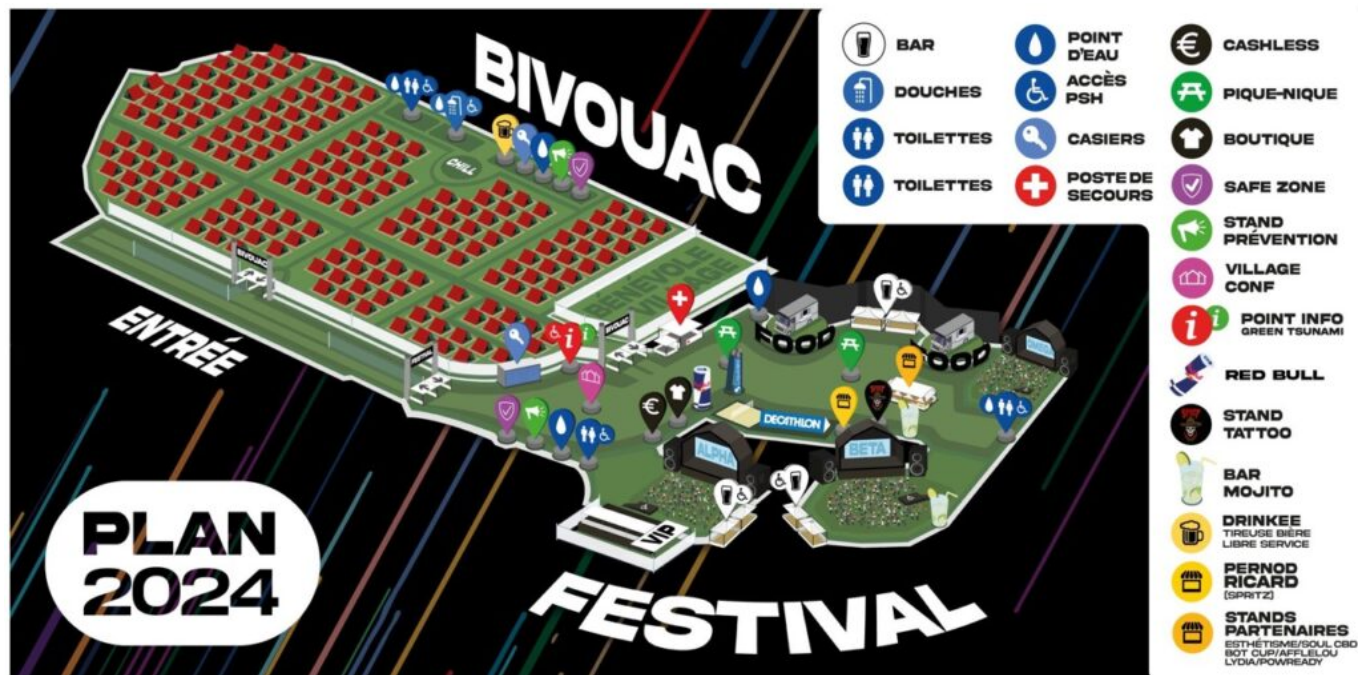 BIVOUAC
CHILL
BIVOUAC
ENTRÉE
BÉNÉVOLE
VILLAGE
BIVOUAC
FESTIVAL
FOOD
FOOD
OMEGA
DECATHLON
ALPHA
BETA
VIP
FESTIVAL
PLAN
2024
BAR
DOUCHES
TOILETTES
TOILETTES
POINT
D'EAU
ACCÈS
PSH
CASIERS
POSTE DE
SECOURS
CASHLESS
PIQUE-NIQUE
BOUTIQUE
SAFE ZONE
STAND
PRÉVENTION
VILLAGE
CONF
POINT INFO
GREEN TSUNAMI
RED BULL
STAND
TATTOO
BAR
MOJITO
DRINKEE
TIREUSE BIÈRE
LIBRE SERVICE
PERNOD
RICARD
(SPRITZ)
STANDS
PARTENAIRES
ESTHÉTISME/SOUL CBD
BOT CUP/AFFLELOU
LYDIA/POWREADY